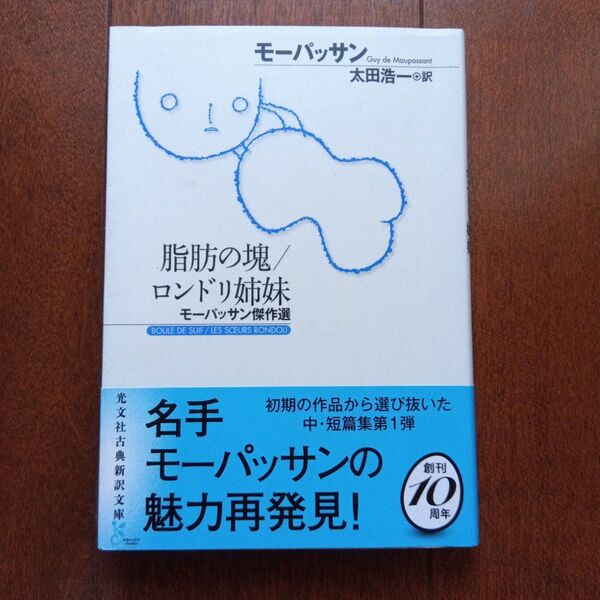 モーパッサン
Guy de Maupassant
太田浩一◎訳
脂肪の塊/
ロンドリ姉妹
モーパッサン傑作選
BOULE DE SUIF / LES SŒURS RONDOLI
初期の作品から選び抜いた
中・短篇集第1弾
名手
モーパッサンの
魅力再発見!
創刊
10
周年
光文社古典新訳文庫